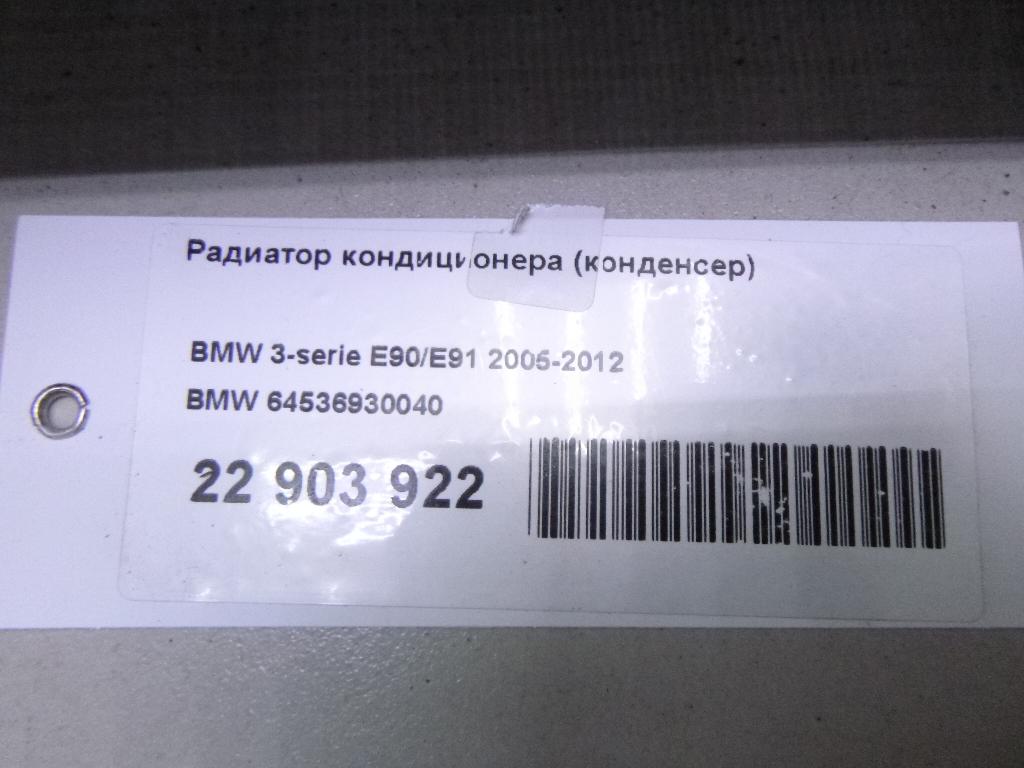 Радиатор кондиционера (конденсер)
BMW 3-serie E90/E91 2005-2012
BMW 64536930040
22 903 922